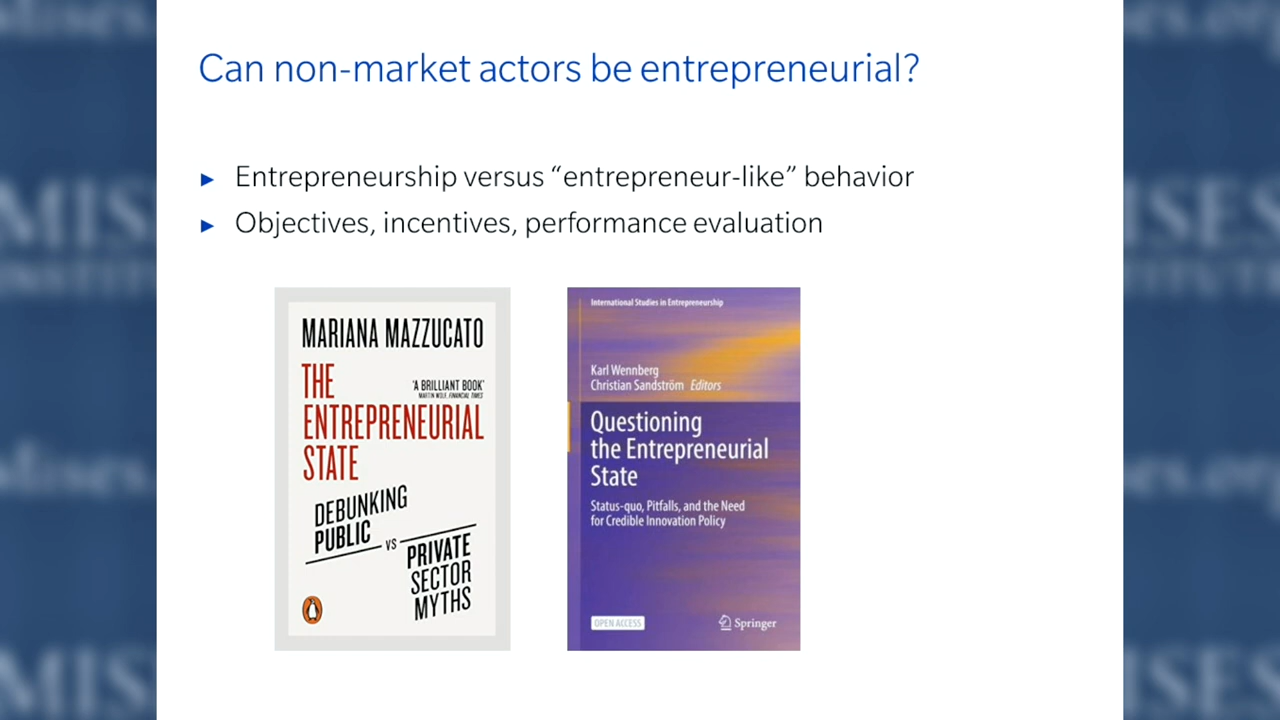 Can non-market actors be entrepreneurial?
► Entrepreneurship versus “entrepreneur-like” behavior
► Objectives, incentives, performance evaluation
MARIANA MAZZUCATO
THE
ENTREPRENEURIAL
STATE
'A BRILLIANT BOOK'
MARTIN WOLF, FINANCIAL TIMES
DEBUNKING
PUBLIC
VS
PRIVATE
SECTOR
MYTHS
International Studies in Entrepreneurship
Karl Wennberg
Christian Sandström Editors
Questioning
the Entrepreneurial
State
Status-quo, Pitfalls, and the Need
for Credible Innovation Policy
OPEN ACCESS
Springer